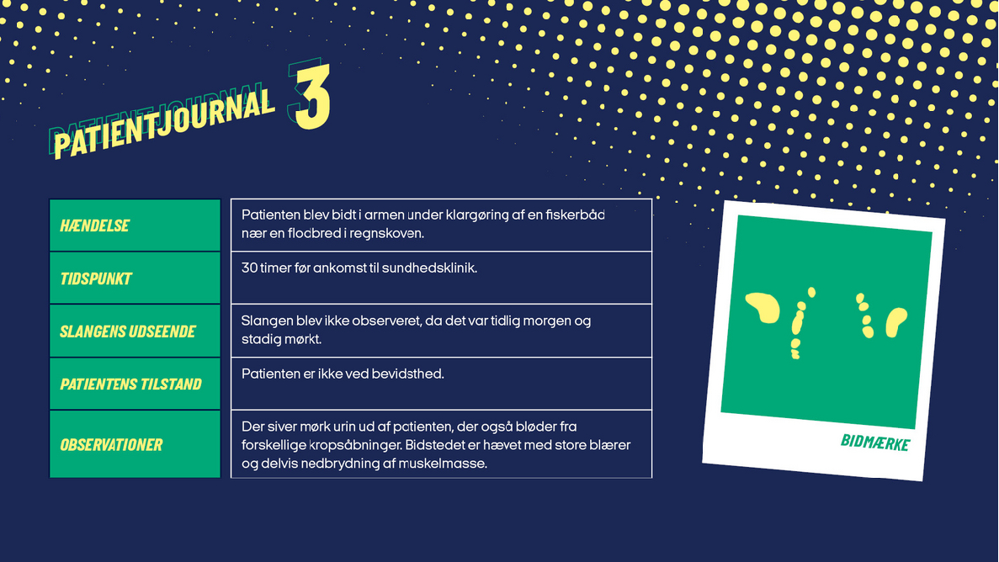 PATIENTJOURNAL 3
HÆNDELSE
Patienten blev bidt i armen under klargøring af en fiskerbåd
nær en flodbred i regnskoven.
TIDSPUNKT
30 timer før ankomst til sundhedsklinik.
SLANGENS UDSEENDE
Slangen blev ikke observeret, da det var tidlig morgen og
stadig mørkt.
PATIENTENS TILSTAND
Patienten er ikke ved bevidsthed.
OBSERVATIONER
Der siver mørk urin ud af patienten, der også bløder fra
forskellige kropsåbninger. Bidstedet er hævet med store blærer
og delvis nedbrydning af muskelmasse.
BIDMÆRKE